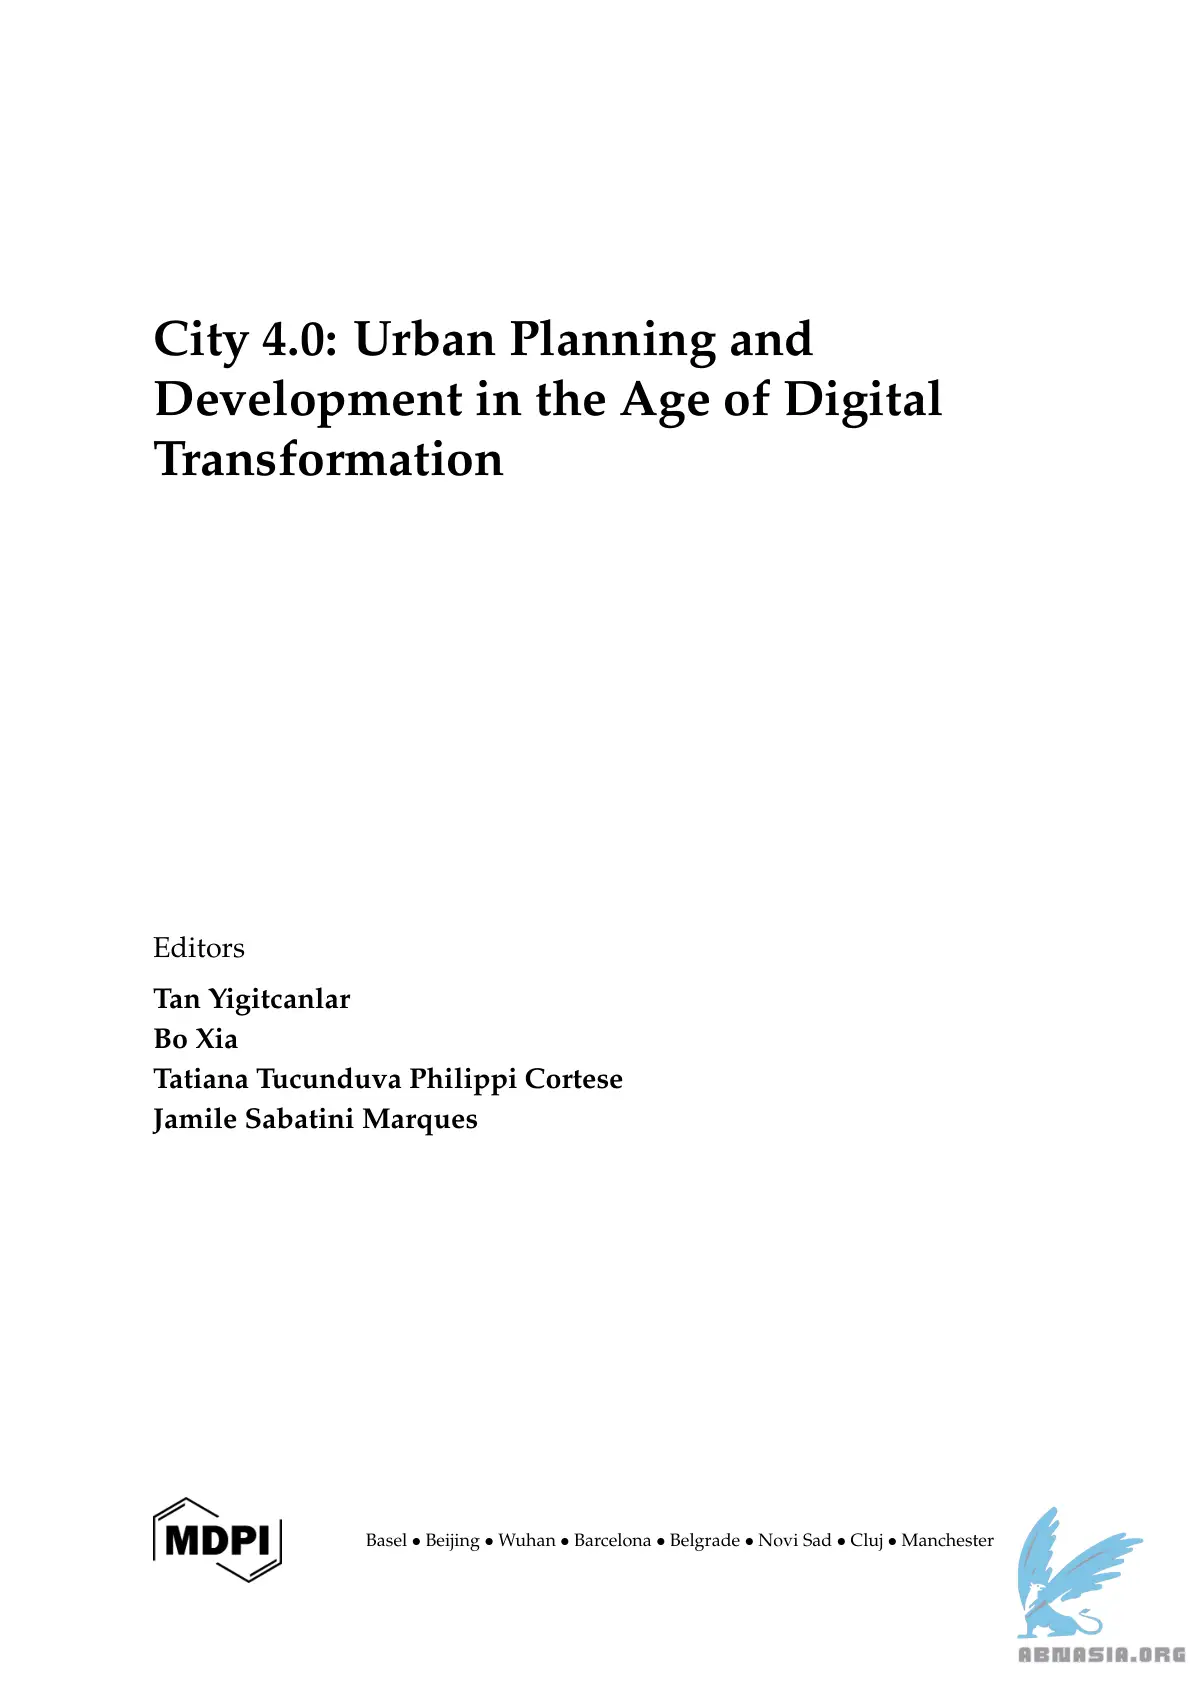 City 4.0: Urban Planning and
Development in the Age of Digital
Transformation
Editors
Tan Yigitcanlar
Bo Xia
Tatiana Tucunduva Philippi Cortese
Jamile Sabatini Marques
MDPI
Basel • Beijing • Wuhan • Barcelona • Belgrade • Novi Sad • Cluj • Manchester
ABNASIA.ORG